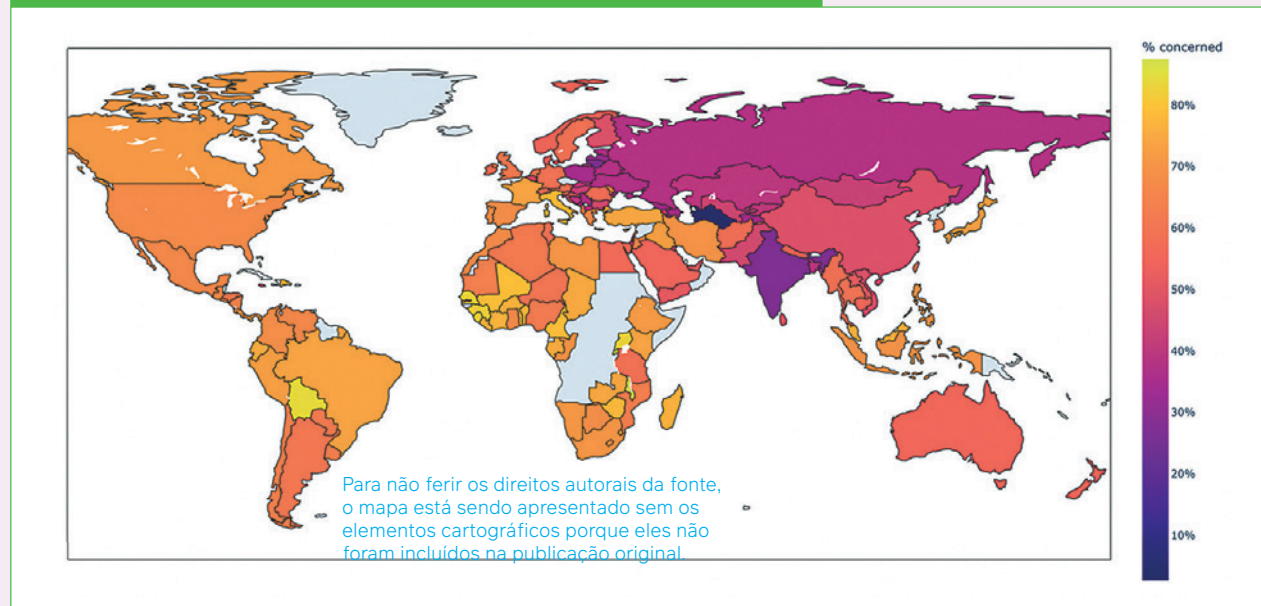 % concerned
80%
70%
60%
50%
40%
30%
20%
10%
Para não ferir os direitos autorais da fonte,
o mapa está sendo apresentado sem os
elementos cartográficos porque eles não
foram incluídos na publicação original.